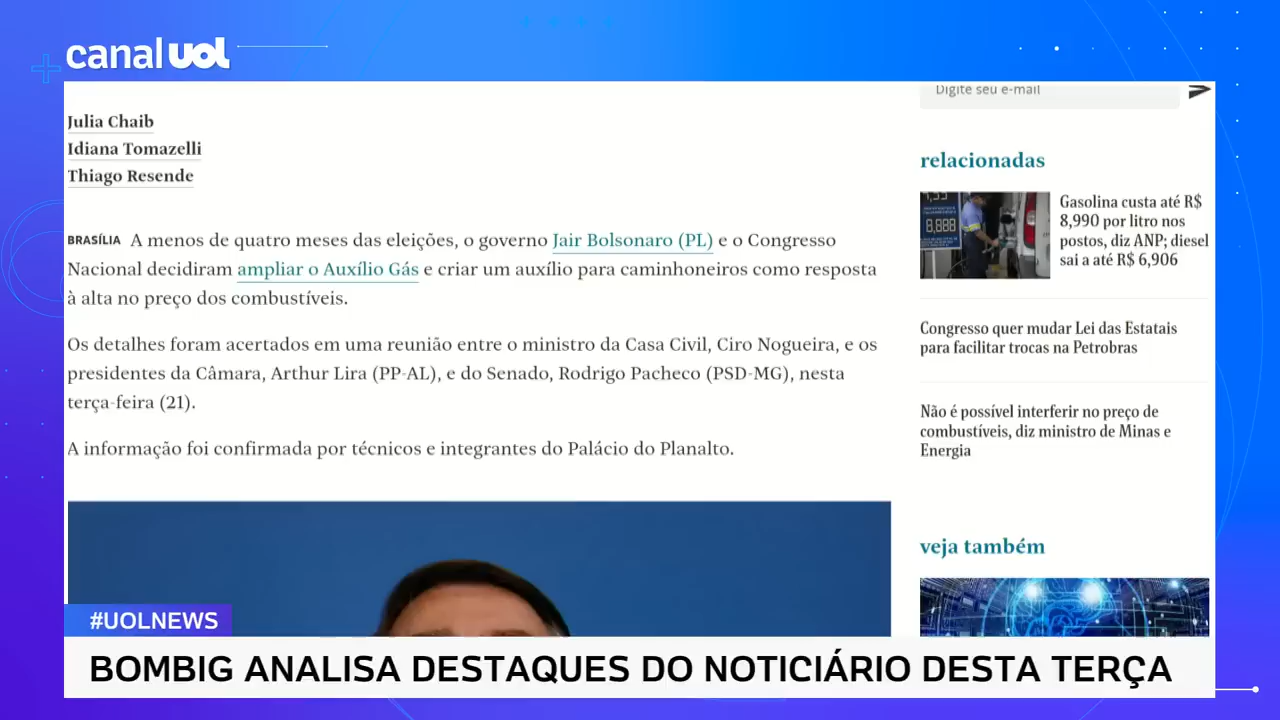 canal uol
Julia Chaib
Idiana Tomazelli
Thiago Resende
BRASÍLIA A menos de quatro meses das eleições, o governo Jair Bolsonaro (PL) e o Congresso
Nacional decidiram ampliar o Auxílio Gás e criar um auxílio para caminhoneiros como resposta
à alta no preço dos combustíveis.
Os detalhes foram acertados em uma reunião entre o ministro da Casa Civil, Ciro Nogueira, e os
presidentes da Câmara, Arthur Lira (PP-AL), e do Senado, Rodrigo Pacheco (PSD-MG), nesta
terça-feira (21).
A informação foi confirmada por técnicos e integrantes do Palácio do Planalto.
Digite seu e-mail
relacionadas
8,888
Gasolina custa até R$
8,990 por litro nos
postos, diz ANP; diesel
sai a até R$ 6,906
Congresso quer mudar Lei das Estatais
para facilitar trocas na Petrobras
Não é possível interferir no preço de
combustíveis, diz ministro de Minas e
Energia
veja também
#UOLNEWS
BOMBIG ANALISA DESTAQUES DO NOTICIÁRIO DESTA TERÇA